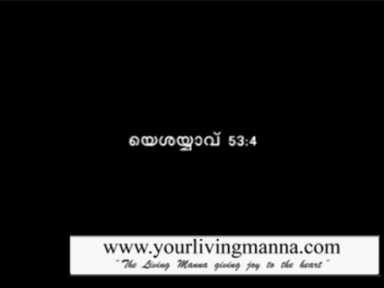 യെശയ്യാവ് 53:4
www.yourlivingmanna.com
"The Living Manna giving joy to the heart"